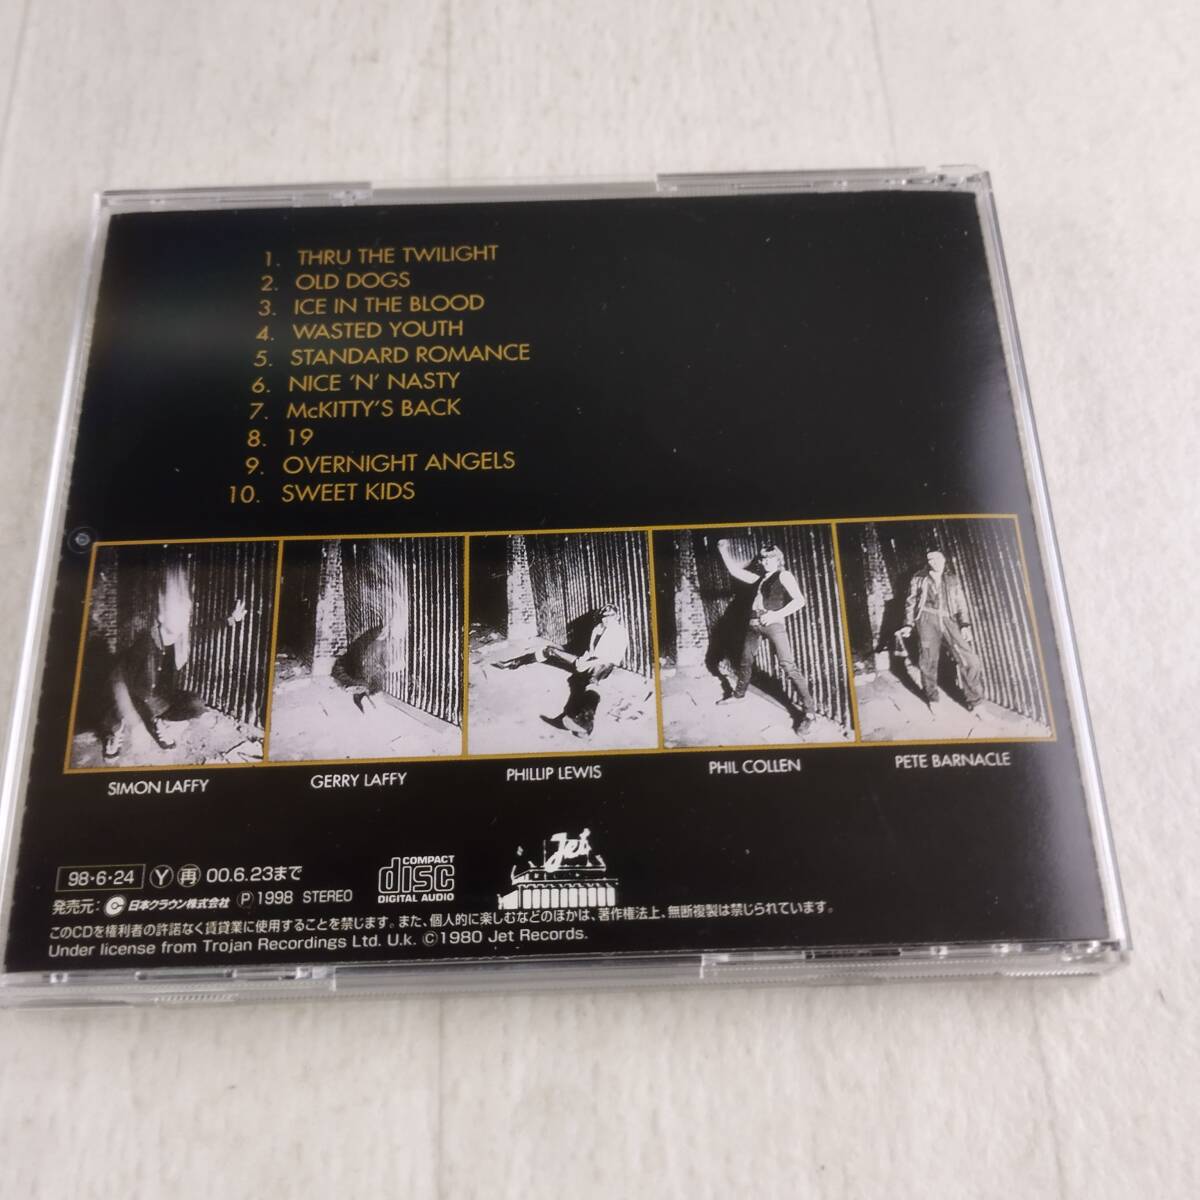 1. THRU THE TWILIGHT
2. OLD DOGS
3. ICE IN THE BLOOD
4. WASTED YOUTH
5. STANDARD ROMANCE
6. NICE 'N' NASTY
7. McKITTY'S BACK
8. 19
9. OVERNIGHT ANGELS
10. SWEET KIDS
SIMON LAFFY
GERRY LAFFY
PHILLIP LEWIS
PHIL COLLEN
PETE BARNACLE
98・6・24 Y 再 00.6.23まで
COMPACT
disc
DIGITAL AUDIO
Jet
発売元: 日本クラウン株式会社 Ⓟ1998 STEREO
このCDを権利者の許諾なく賃貸業に使用することを禁じます。また、個人的に楽しむなどのほかは、著作権法上、無断複製は禁じられています。
Under license from Trojan Recordings Ltd. U.k. ©1980 Jet Records.